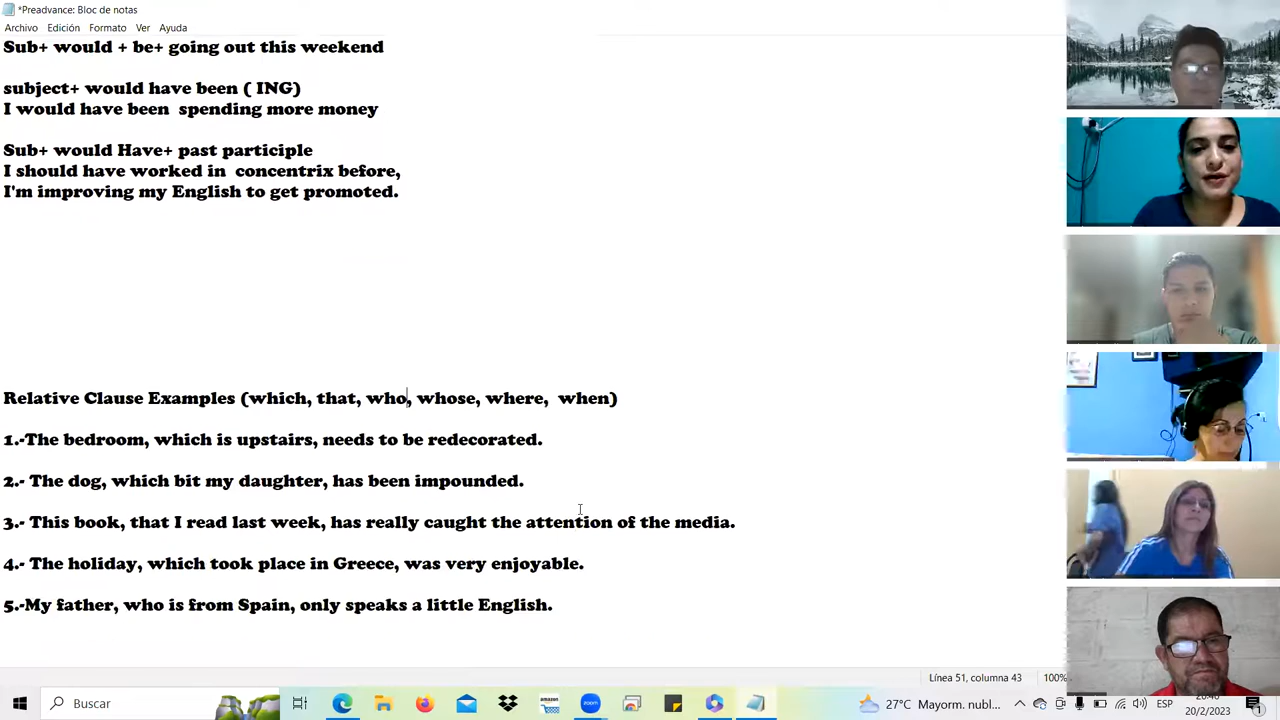 *Preadvance: Bloc de notas
Archivo Edición Formato Ver Ayuda
Sub+ would + be+ going out this weekend
subject+ would have been ( ING)
I would have been  spending more money
Sub+ would Have+ past participle
I should have worked in  concentrix before,
I'm improving my English to get promoted.
Relative Clause Examples (which, that, who, whose, where,  when)
1.-The bedroom, which is upstairs, needs to be redecorated.
2.- The dog, which bit my daughter, has been impounded.
3.- This book, that I read last week, has really caught the attention of the media.
4.- The holiday, which took place in Greece, was very enjoyable.
5.-My father, who is from Spain, only speaks a little English.
Línea 51, columna 43 100%
Buscar
amazon
zoom
27°C Mayorm. nubl...
ESP
20/2/2023
1